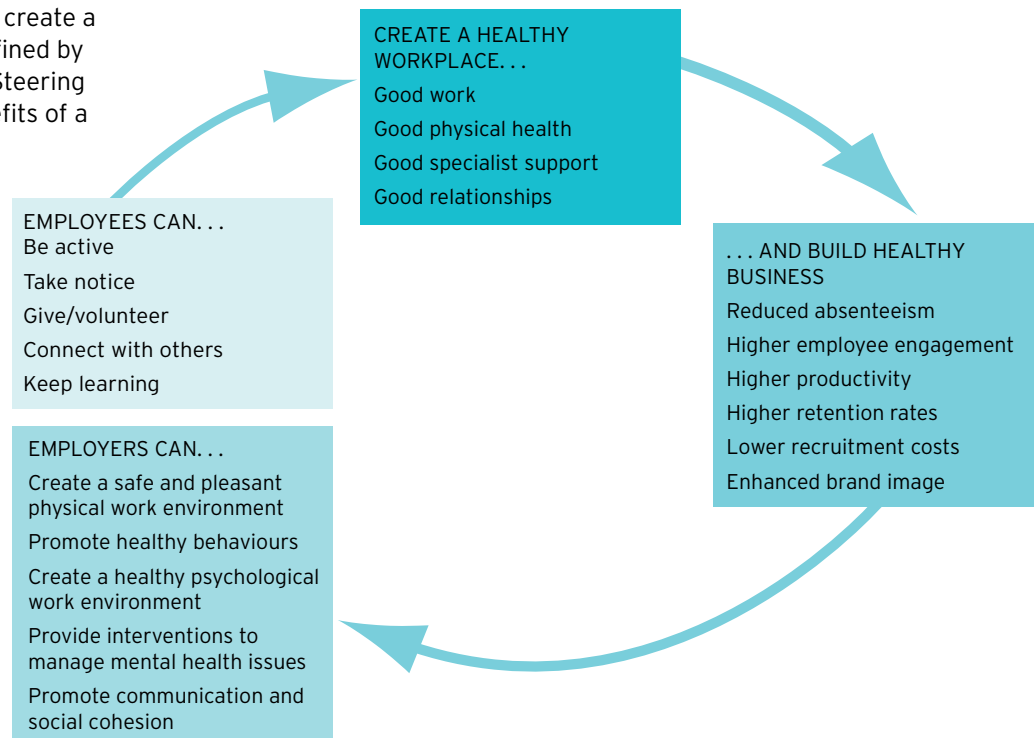 create a
fined by
Steering
efits of a
CREATE A HEALTHY
WORKPLACE. . .
Good work
Good physical health
Good specialist support
Good relationships
EMPLOYEES CAN. . .
Be active
Take notice
Give/volunteer
Connect with others
Keep learning
. . . AND BUILD HEALTHY
BUSINESS
Reduced absenteeism
Higher employee engagement
Higher productivity
Higher retention rates
Lower recruitment costs
Enhanced brand image
EMPLOYERS CAN. . .
Create a safe and pleasant
physical work environment
Promote healthy behaviours
Create a healthy psychological
work environment
Provide interventions to
manage mental health issues
Promote communication and
social cohesion